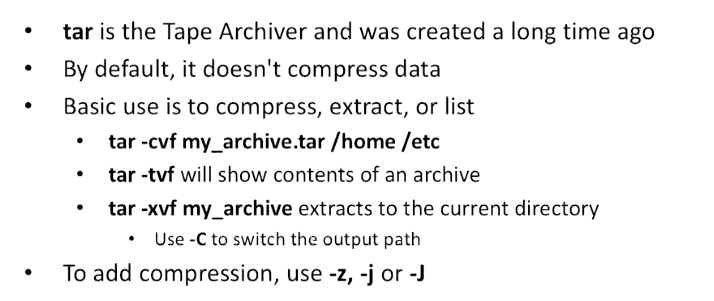 • tar is the Tape Archiver and was created a long time ago
• By default, it doesn't compress data
• Basic use is to compress, extract, or list
• tar -cvf my_archive.tar /home /etc
• tar -tvf will show contents of an archive
• tar -xvf my_archive extracts to the current directory
• Use -C to switch the output path
• To add compression, use -z, -j or -J